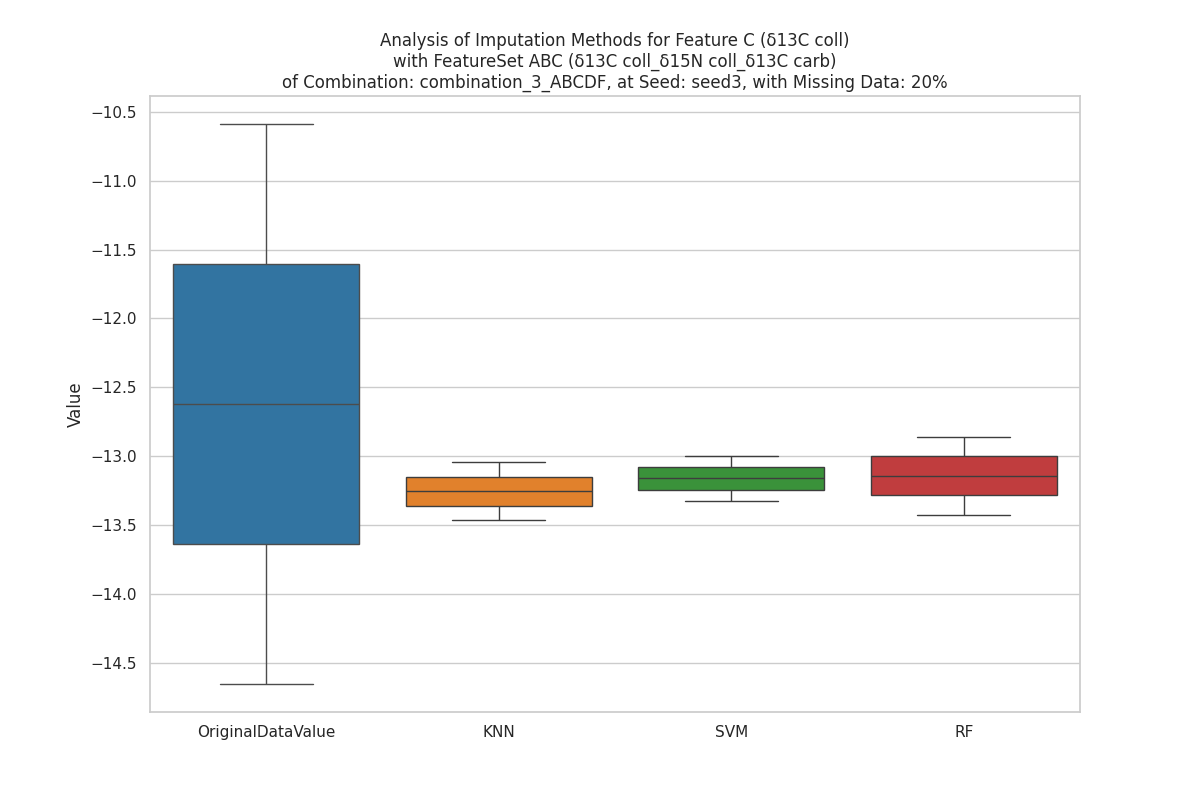 Analysis of Imputation Methods for Feature C (δ13C coll)
with FeatureSet ABC (δ13C coll_δ15N coll_δ13C carb)
of Combination: combination_3_ABCDF, at Seed: seed3, with Missing Data: 20%
−10.5
−11.0
−11.5
−12.0
−12.5
−13.0
−13.5
−14.0
−14.5
Value
OriginalDataValue
KNN
SVM
RF